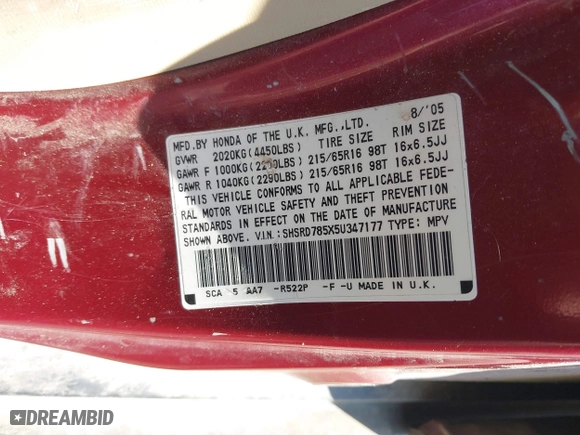 8/'05
MFD.BY HONDA OF THE U.K. MFG.,LTD.
GVWR 2020KG(4450LBS) TIRE SIZE RIM SIZE
GAWR F 1000KG(LBS) 215/65R16 98T 16x6.5JJ
GAWR R 1040KG(2290LBS) 215/65R16 98T 16x6.5JJ
THIS VEHICLE CONFORMS TO ALL APPLICABLE FEDE-
RAL MOTOR VEHICLE SAFETY AND THEFT PREVENTION
STANDARDS IN EFFECT ON THE DATE OF MANUFACTURE
SHOWN ABOVE. V.I.N.:SHSRD785X5U347177 TYPE: MPV
SCA 5 AA7 -R522P -F -U MADE IN U.K.
DREAMBID